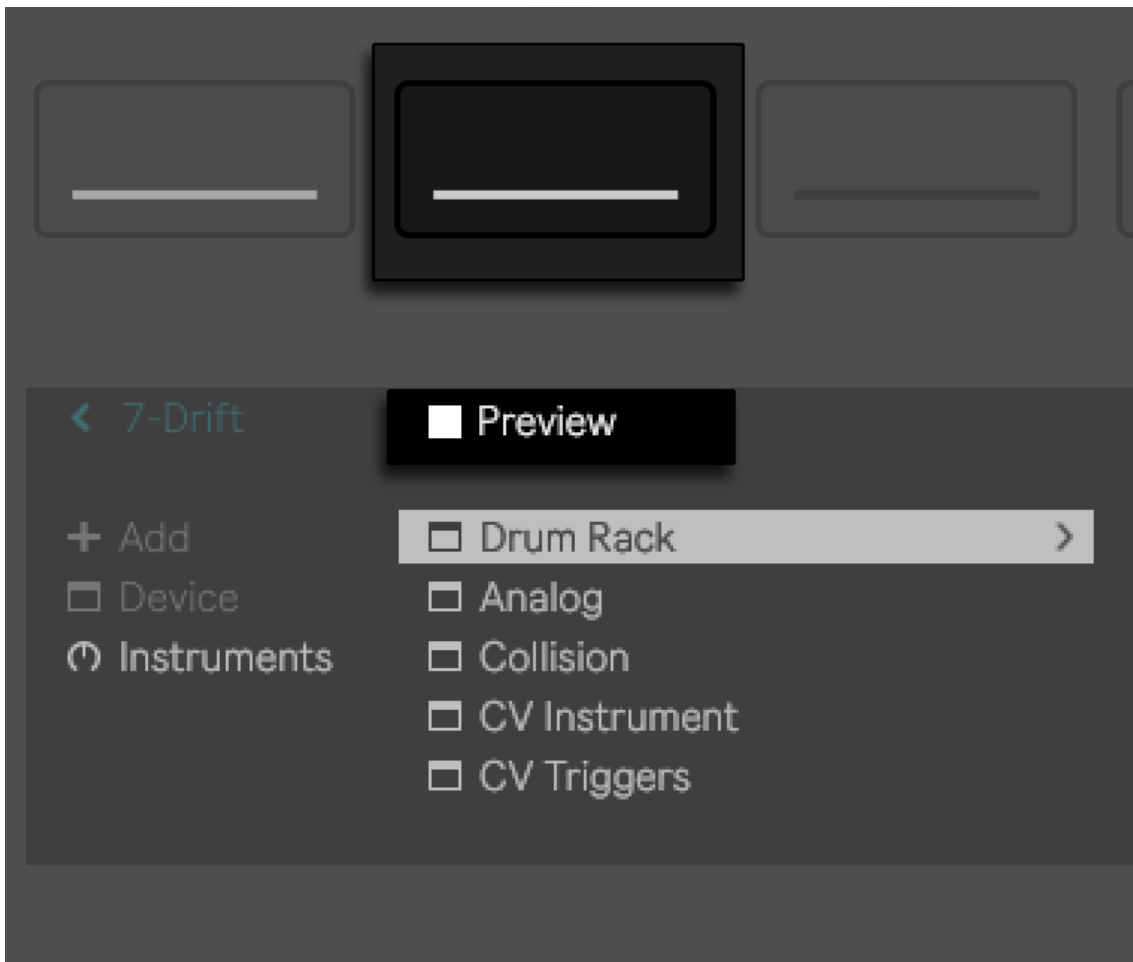 7-Drift
Preview
Add
Device
Instruments
Drum Rack
Analog
Collision
CV Instrument
CV Triggers